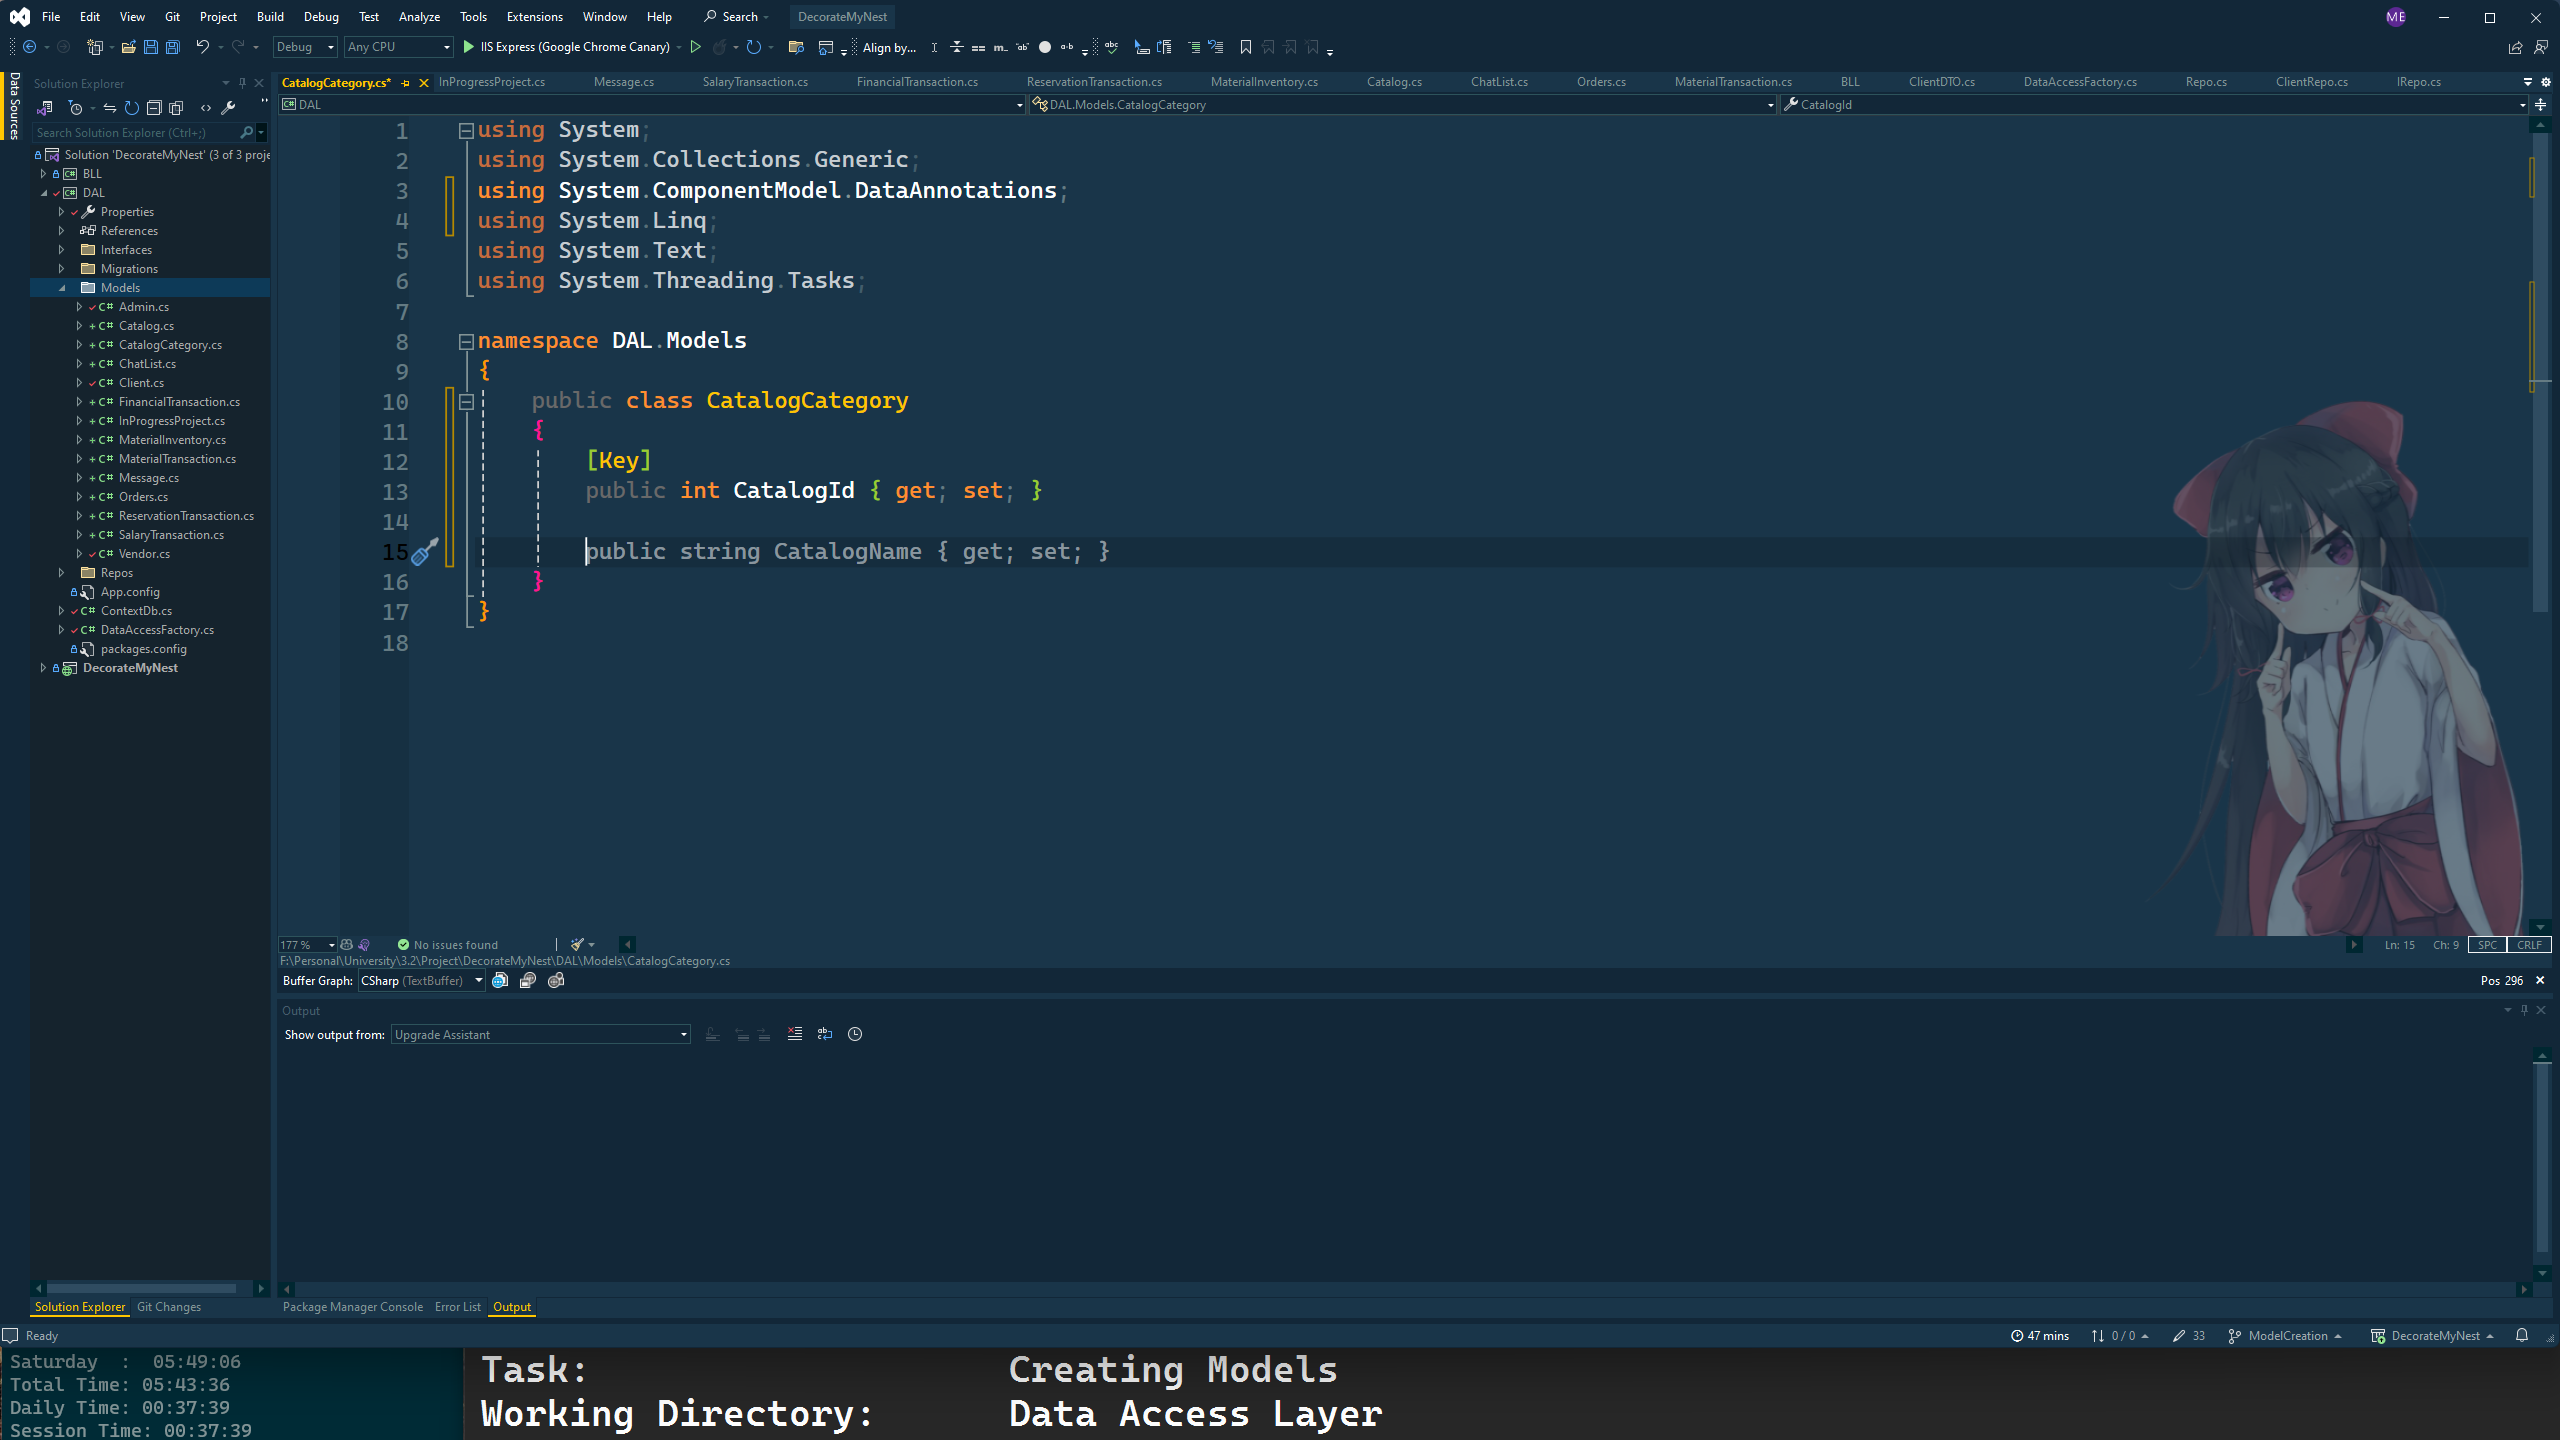 File Edit View Git Project Build Debug Test Analyze Tools Extensions Window Help Search DecorateMyNest ME
Debug Any CPU IIS Express (Google Chrome Canary) Align by...
Data Sources
Solution Explorer
Search Solution Explorer (Ctrl+;)
Solution 'DecorateMyNest' (3 of 3 proje
BLL
DAL
Properties
References
Interfaces
Migrations
Models
C# Admin.cs
C# Catalog.cs
C# CatalogCategory.cs
C# ChatList.cs
C# Client.cs
C# FinancialTransaction.cs
C# InProgressProject.cs
C# MaterialInventory.cs
C# MaterialTransaction.cs
C# Message.cs
C# Orders.cs
C# ReservationTransaction.cs
C# SalaryTransaction.cs
C# Vendor.cs
Repos
App.config
C# ContextDb.cs
C# DataAccessFactory.cs
packages.config
DecorateMyNest
Solution Explorer Git Changes
CatalogCategory.cs* InProgressProject.cs Message.cs SalaryTransaction.cs FinancialTransaction.cs ReservationTransaction.cs MaterialInventory.cs Catalog.cs ChatList.cs Orders.cs MaterialTransaction.cs BLL ClientDTO.cs DataAccessFactory.cs Repo.cs ClientRepo.cs IRepo.cs
C# DAL DAL.Models.CatalogCategory CatalogId
1 using System;
2 using System.Collections.Generic;
3 using System.ComponentModel.DataAnnotations;
4 using System.Linq;
5 using System.Text;
6 using System.Threading.Tasks;
7
8 namespace DAL.Models
9 {
10 public class CatalogCategory
11 {
12 [Key]
13 public int CatalogId { get; set; }
14
15 public string CatalogName { get; set; }
16 }
17 }
18
177 % No issues found Ln: 15 Ch: 9 SPC CRLF
F:\Personal\University\3.2\Project\DecorateMyNest\DAL\Models\CatalogCategory.cs
Buffer Graph: CSharp (TextBuffer) Pos 296
Output
Show output from: Upgrade Assistant
Package Manager Console Error List Output
Ready 47 mins 0 / 0 33 ModelCreation DecorateMyNest
Saturday : 05:49:06
Total Time: 05:43:36
Daily Time: 00:37:39
Session Time: 00:37:39
Task: Creating Models
Working Directory: Data Access Layer